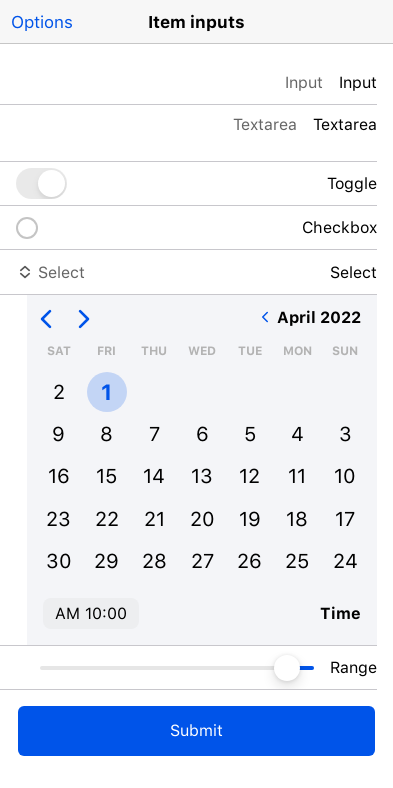 Options Item inputs
Input Input
Textarea Textarea
Toggle
Checkbox
Select Select
April 2022
SAT FRI THU WED TUE MON SUN
2 1
9 8 7 6 5 4 3
16 15 14 13 12 11 10
23 22 21 20 19 18 17
30 29 28 27 26 25 24
AM 10:00 Time
Range
Submit